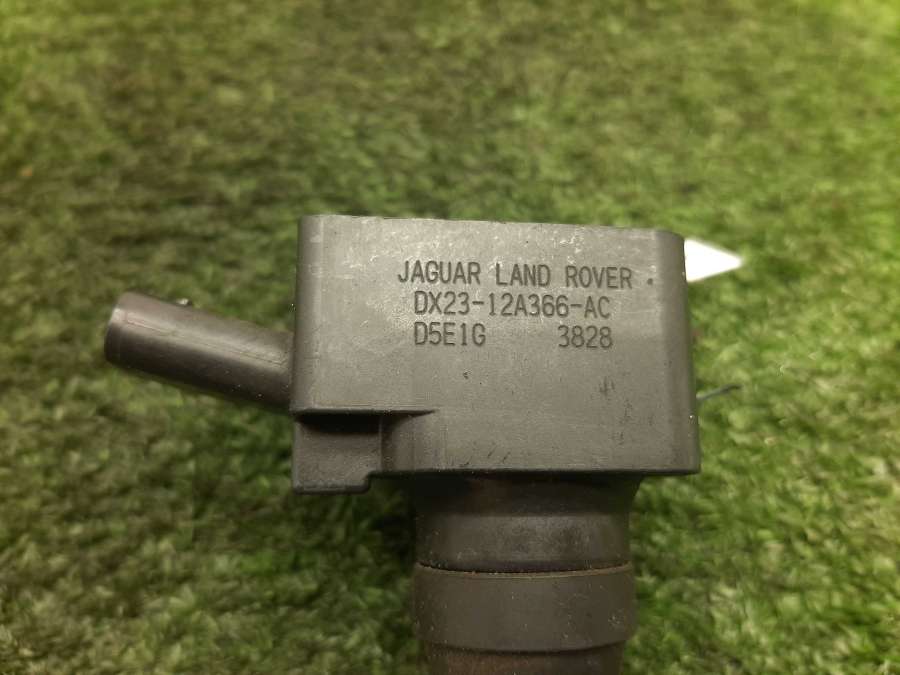 JAGUAR LAND ROVER
DX23-12A366-AC
D5E1G 3828